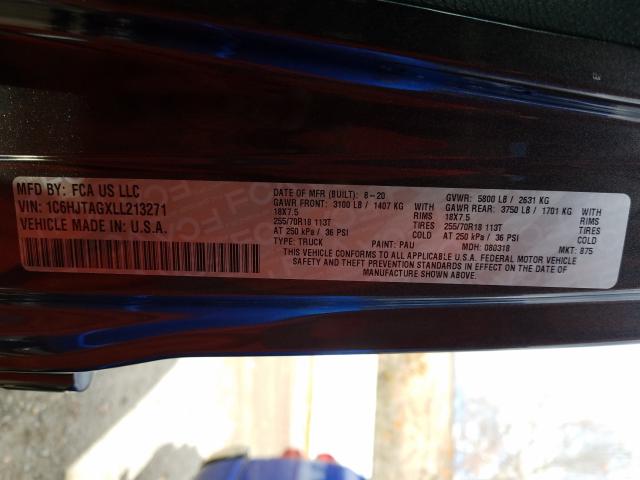 MFD BY: FCA US LLC
VIN: 1C6HJTAGXLL213271
VEHICLE MADE IN U.S.A.
DATE OF MFR (BUILT): 8-20 GVWR: 5800 LB / 2631 KG
GAWR FRONT: 3100 LB / 1407 KG WITH GAWR REAR: 3750 LB / 1701 KG WITH
18X7.5 RIMS 18X7.5 RIMS
255/70R18 113T TIRES 255/70R18 113T TIRES
AT 250 kPa / 36 PSI COLD AT 250 kPa / 36 PSI COLD
TYPE: TRUCK PAINT: PAU MDH: 080318 MKT: 875
THIS VEHICLE CONFORMS TO ALL APPLICABLE U.S.A. FEDERAL MOTOR VEHICLE
SAFETY AND THEFT PREVENTION STANDARDS IN EFFECT ON THE DATE OF
MANUFACTURE SHOWN ABOVE.